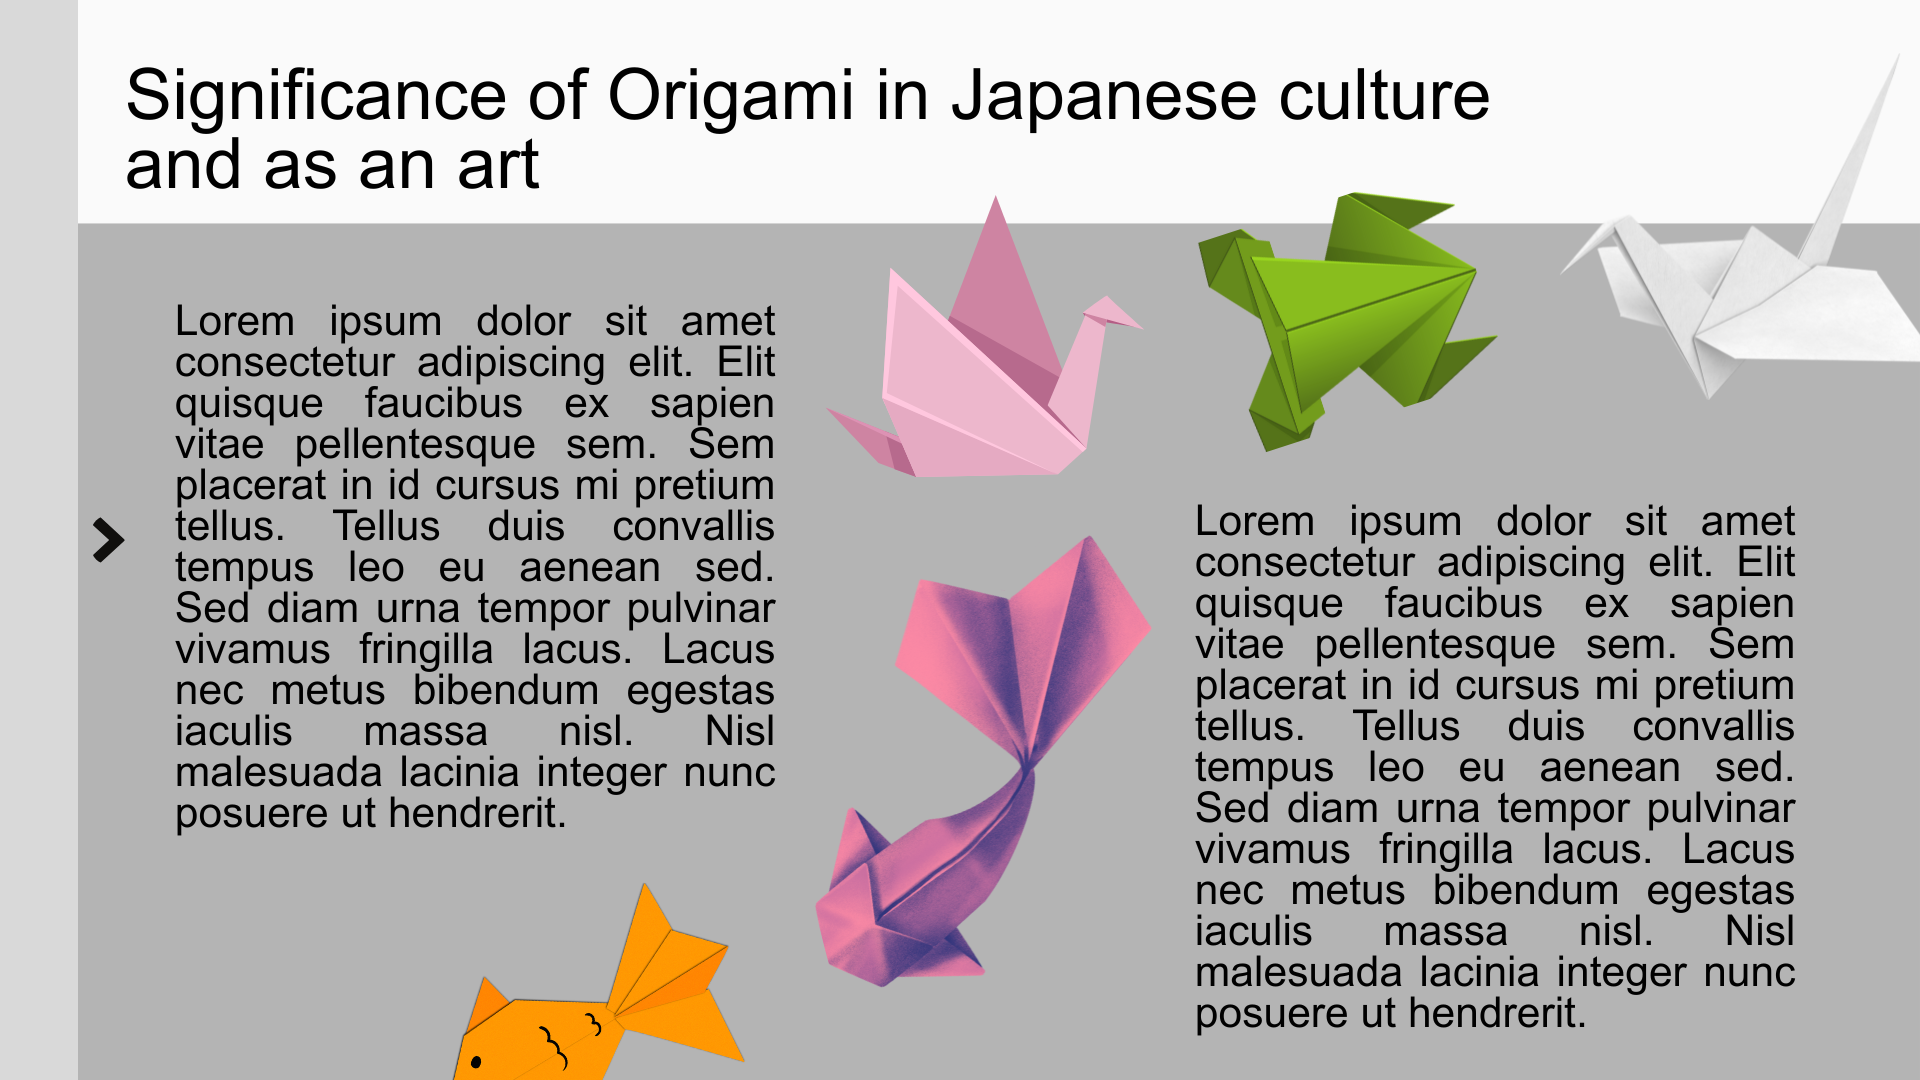 Significance of Origami in Japanese culture
and as an art
Lorem ipsum dolor sit amet
consectetur adipiscing elit. Elit
quisque faucibus ex sapien
vitae pellentesque sem. Sem
placerat in id cursus mi pretium
tellus. Tellus duis convallis
tempus leo eu aenean sed.
Sed diam urna tempor pulvinar
vivamus fringilla lacus. Lacus
nec metus bibendum egestas
iaculis massa nisl. Nisl
malesuada lacinia integer nunc
posuere ut hendrerit.
Lorem ipsum dolor sit amet
consectetur adipiscing elit. Elit
quisque faucibus ex sapien
vitae pellentesque sem. Sem
placerat in id cursus mi pretium
tellus. Tellus duis convallis
tempus leo eu aenean sed.
Sed diam urna tempor pulvinar
vivamus fringilla lacus. Lacus
nec metus bibendum egestas
iaculis massa nisl. Nisl
malesuada lacinia integer nunc
posuere ut hendrerit.